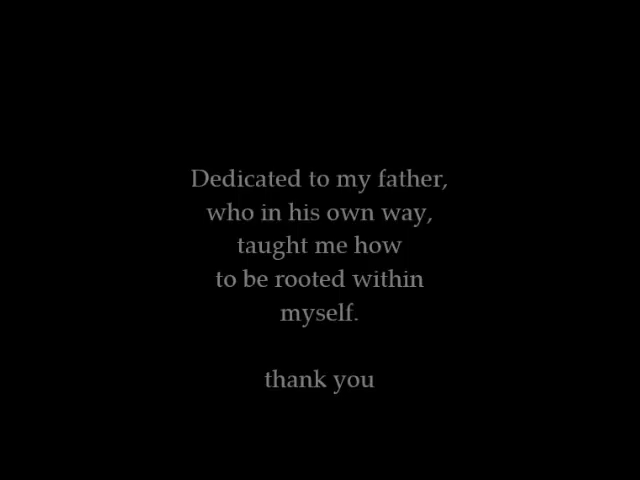 Dedicated to my father,
who in his own way,
taught me how
to be rooted within
myself.
thank you